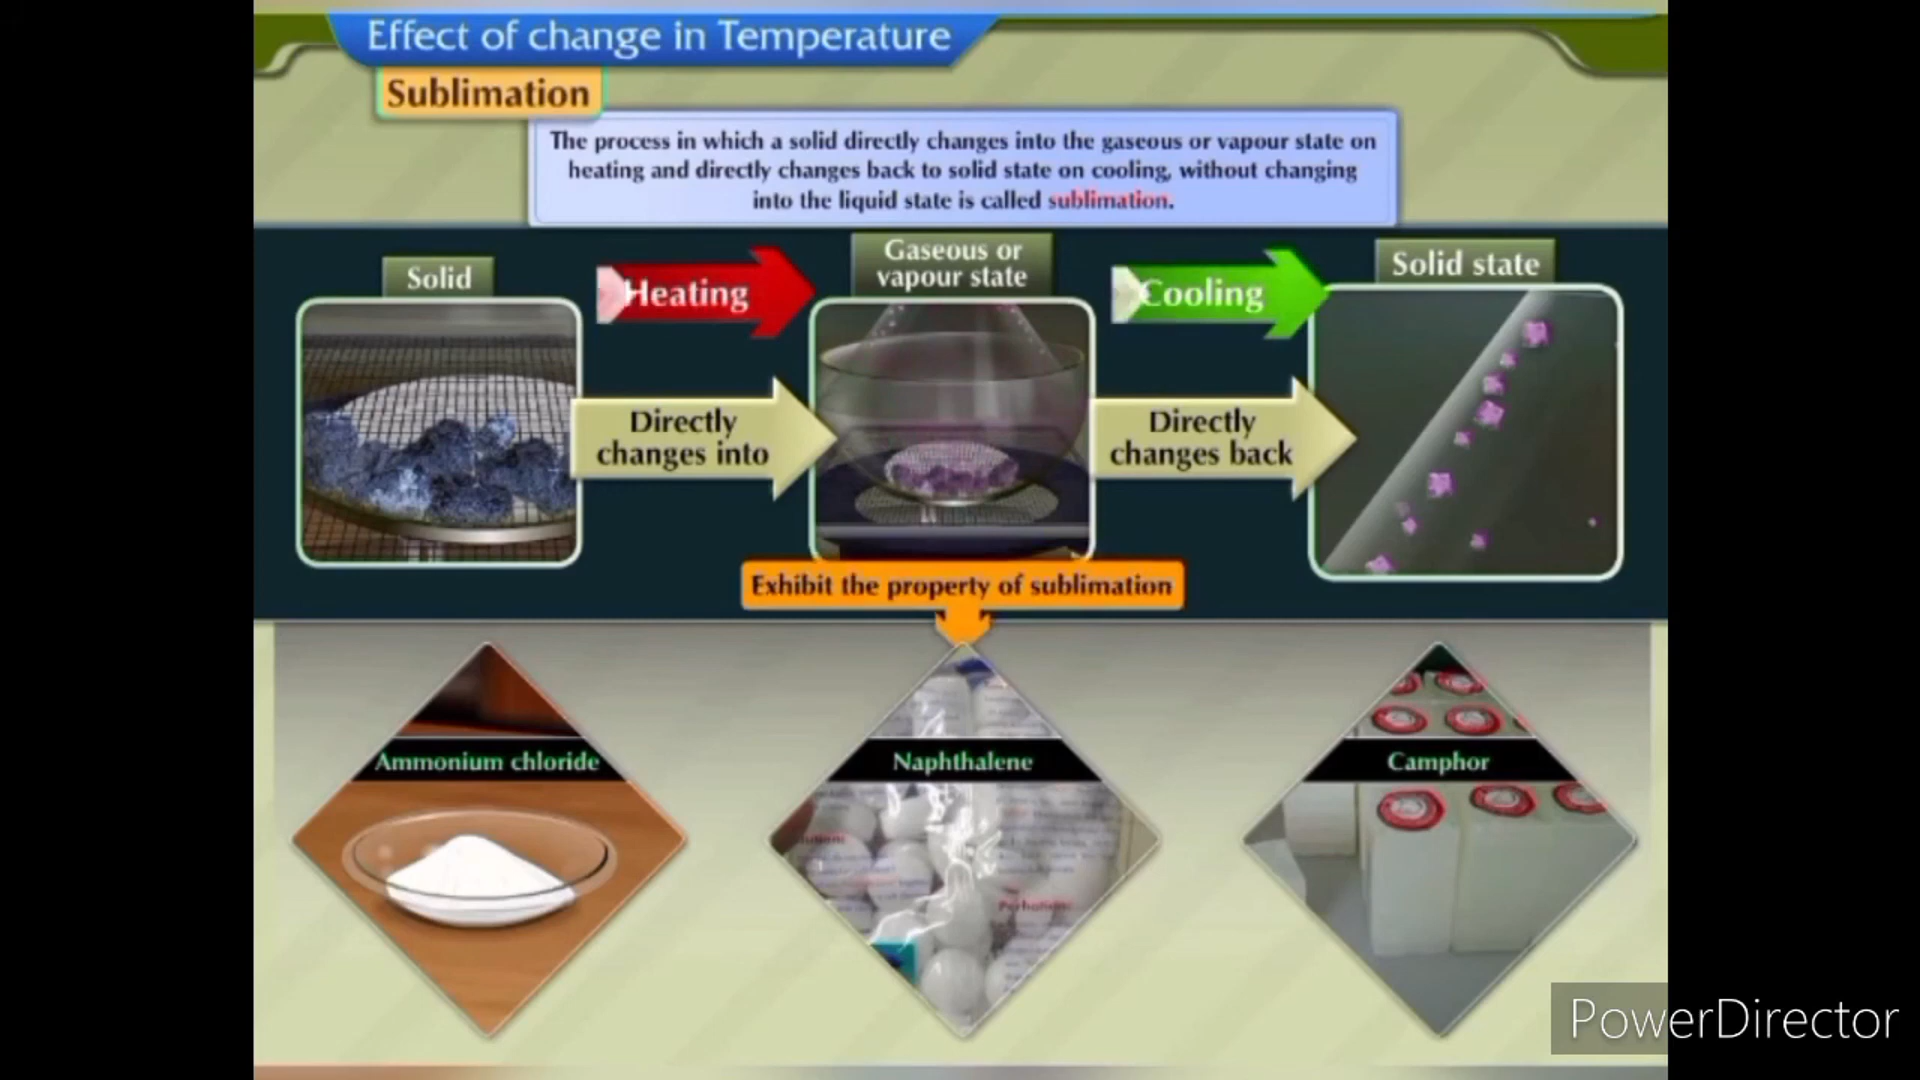 Effect of change in Temperature
Sublimation
The process in which a solid directly changes into the gaseous or vapour state on
heating and directly changes back to solid state on cooling, without changing
into the liquid state is called sublimation.
Solid
Heating
Gaseous or
vapour state
Cooling
Solid state
Directly
changes into
Directly
changes back
Exhibit the property of sublimation
Ammonium chloride
Naphthalene
Camphor
PowerDirector